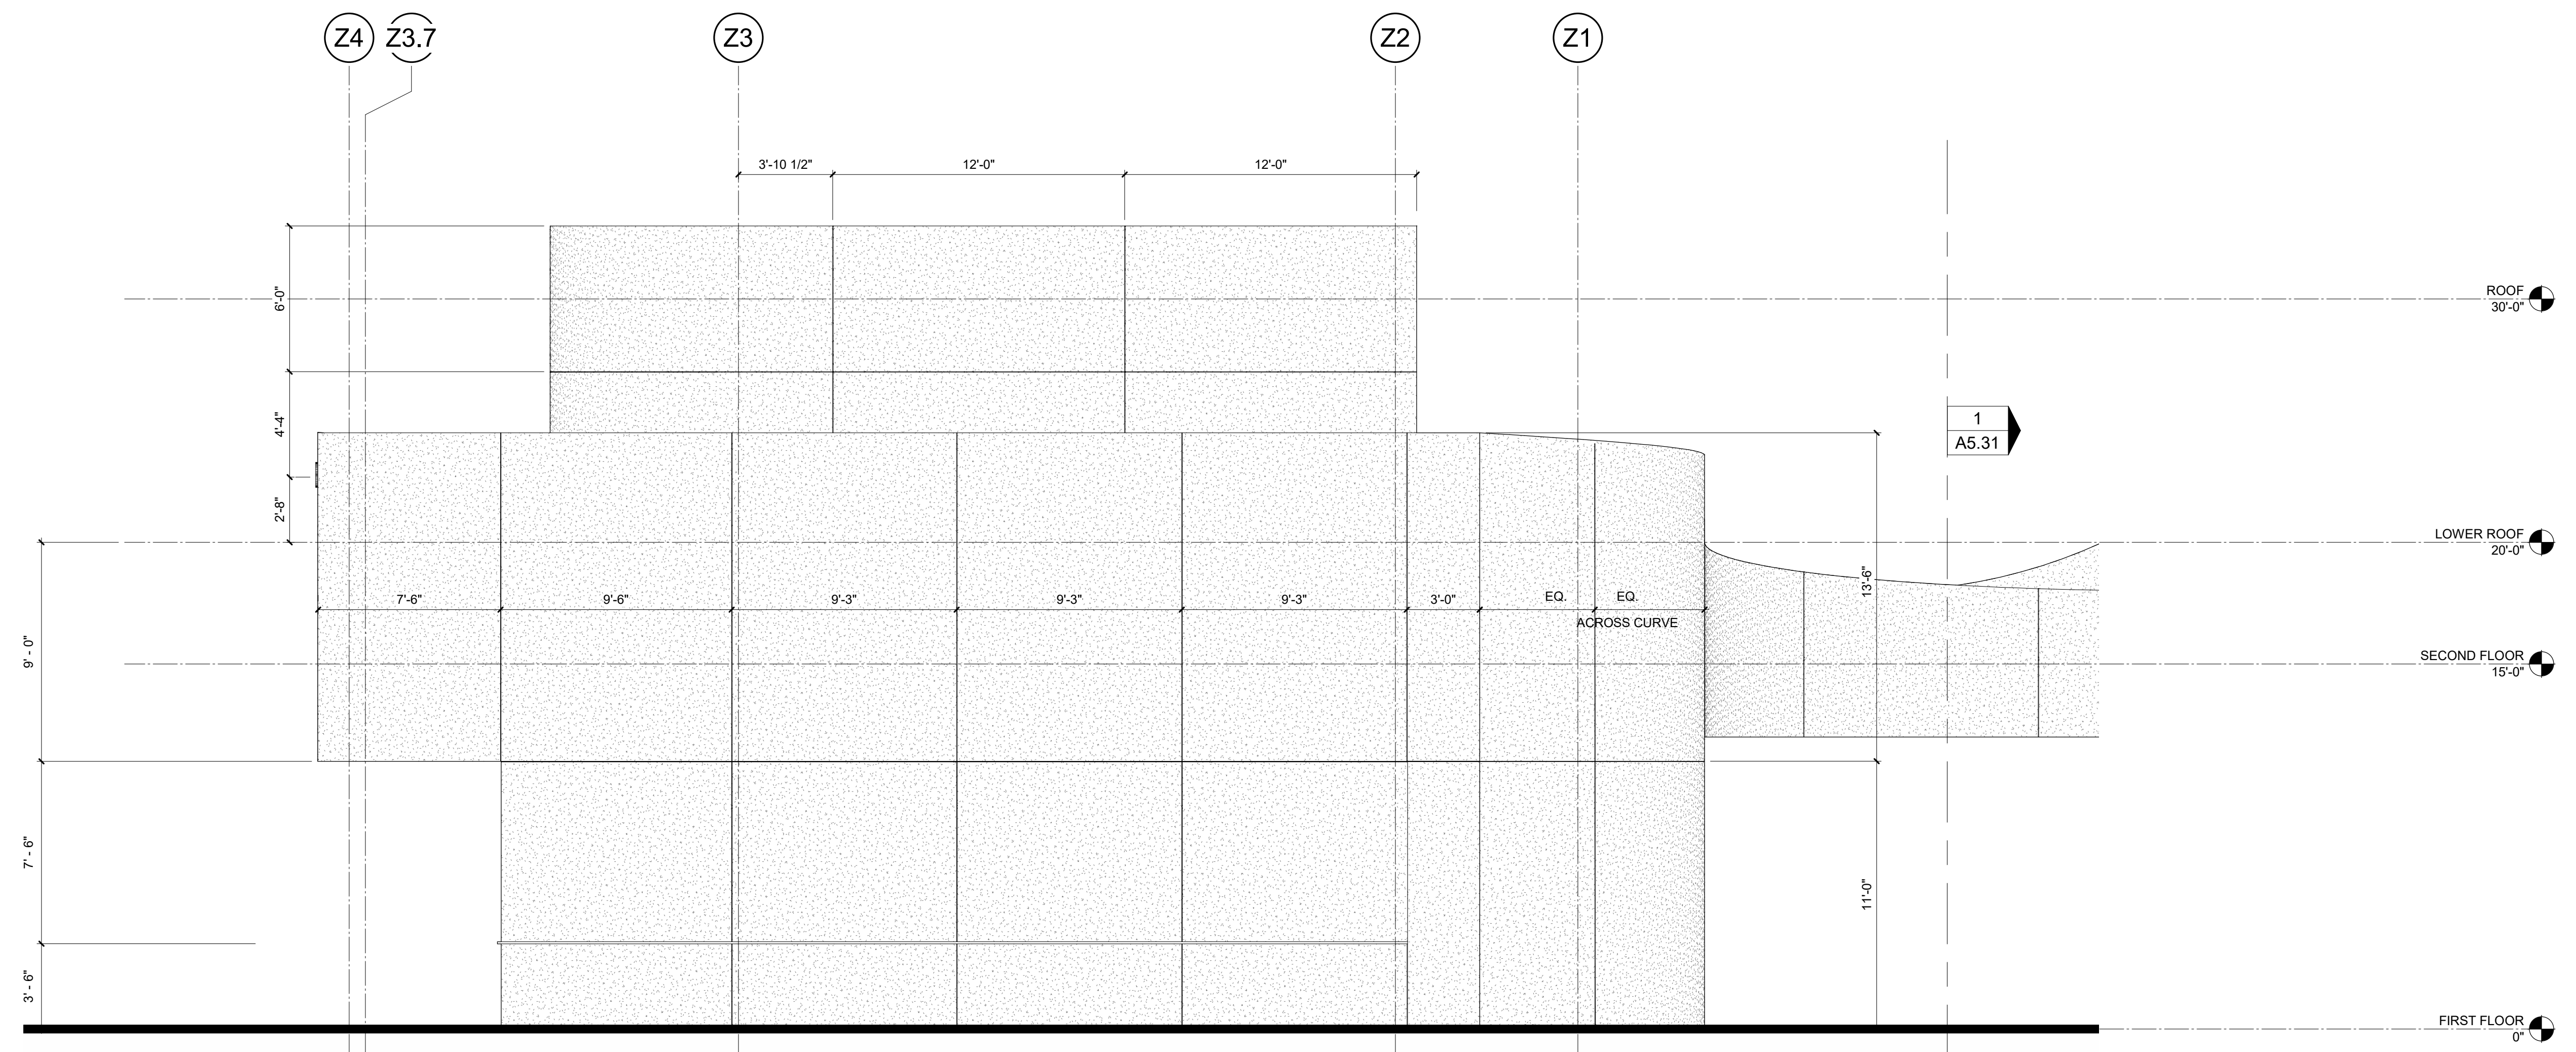 Z4 Z3.7 Z3 Z2 Z1
3'-10 1/2" 12'-0" 12'-0"
6'-0"
ROOF
30'-0"
4'-4"
1
A5.31
2'-8"
LOWER ROOF
20'-0"
13'-6"
7'-6" 9'-6" 9'-3" 9'-3" 9'-3" 3'-0" EQ. EQ.
ACROSS CURVE
9' - 0"
SECOND FLOOR
15'-0"
7' - 6"
11'-0"
3' - 6"
FIRST FLOOR
0"